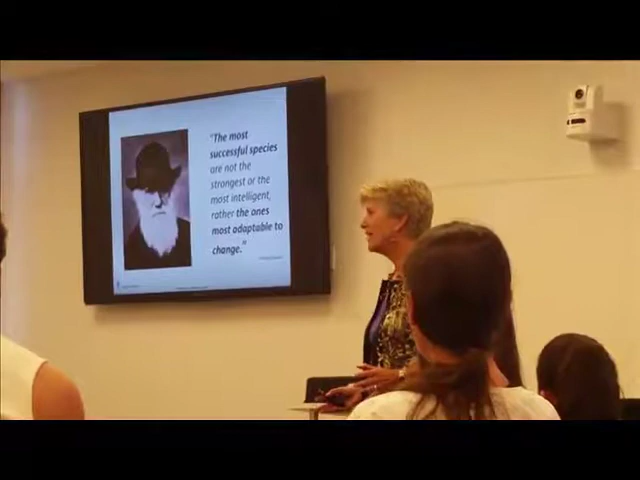 "The most
successful species
are not the
strongest or the
most intelligent,
rather the ones
most adaptable to
change."